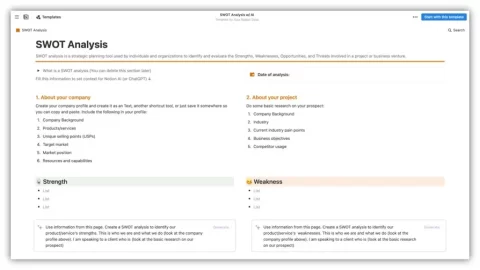 Templates
SWOT Analysis w/ AI
Start with this template
SWOT Analysis
Search
SWOT Analysis
SWOT analysis is a strategic planning tool used by individuals and organizations to identify and evaluate the Strengths, Weaknesses, Opportunities, and Threats involved in a project or business venture.
What is a SWOT analysis (You can delete this section later)
Fill this information to set context for Notion AI (or ChatGPT) ↓
Date of analysis:
1. About your company
Create your company profile and create it as an Text, another shortcut tool, or just save it somewhere so
you can copy and paste. Include the following in your profile:
1. Company Background
2. Products/services
3. Unique selling points (USPs)
4. Target market
5. Market position
6. Resources and capabilities
2. About your project
Do some basic research on your prospect:
1. Company Background
2. Industry
3. Current industry pain points
4. Business objectives
5. Competitor usage
Strength
List
List
List
Weakness
List
List
List
Use information from this page. Create a SWOT analysis to identify our
product/service's strengths. This is who we are and what we do (look at the company
profile above). I am speaking to a client who is (look at the basic research on our
prospect)
Generate
Use information from this page. Create a SWOT analysis to identify our
product/service's weaknesses. This is who we are and what we do (look at the
company profile above). I am speaking to a client who is (look at the basic research
on our prospect)
Generate